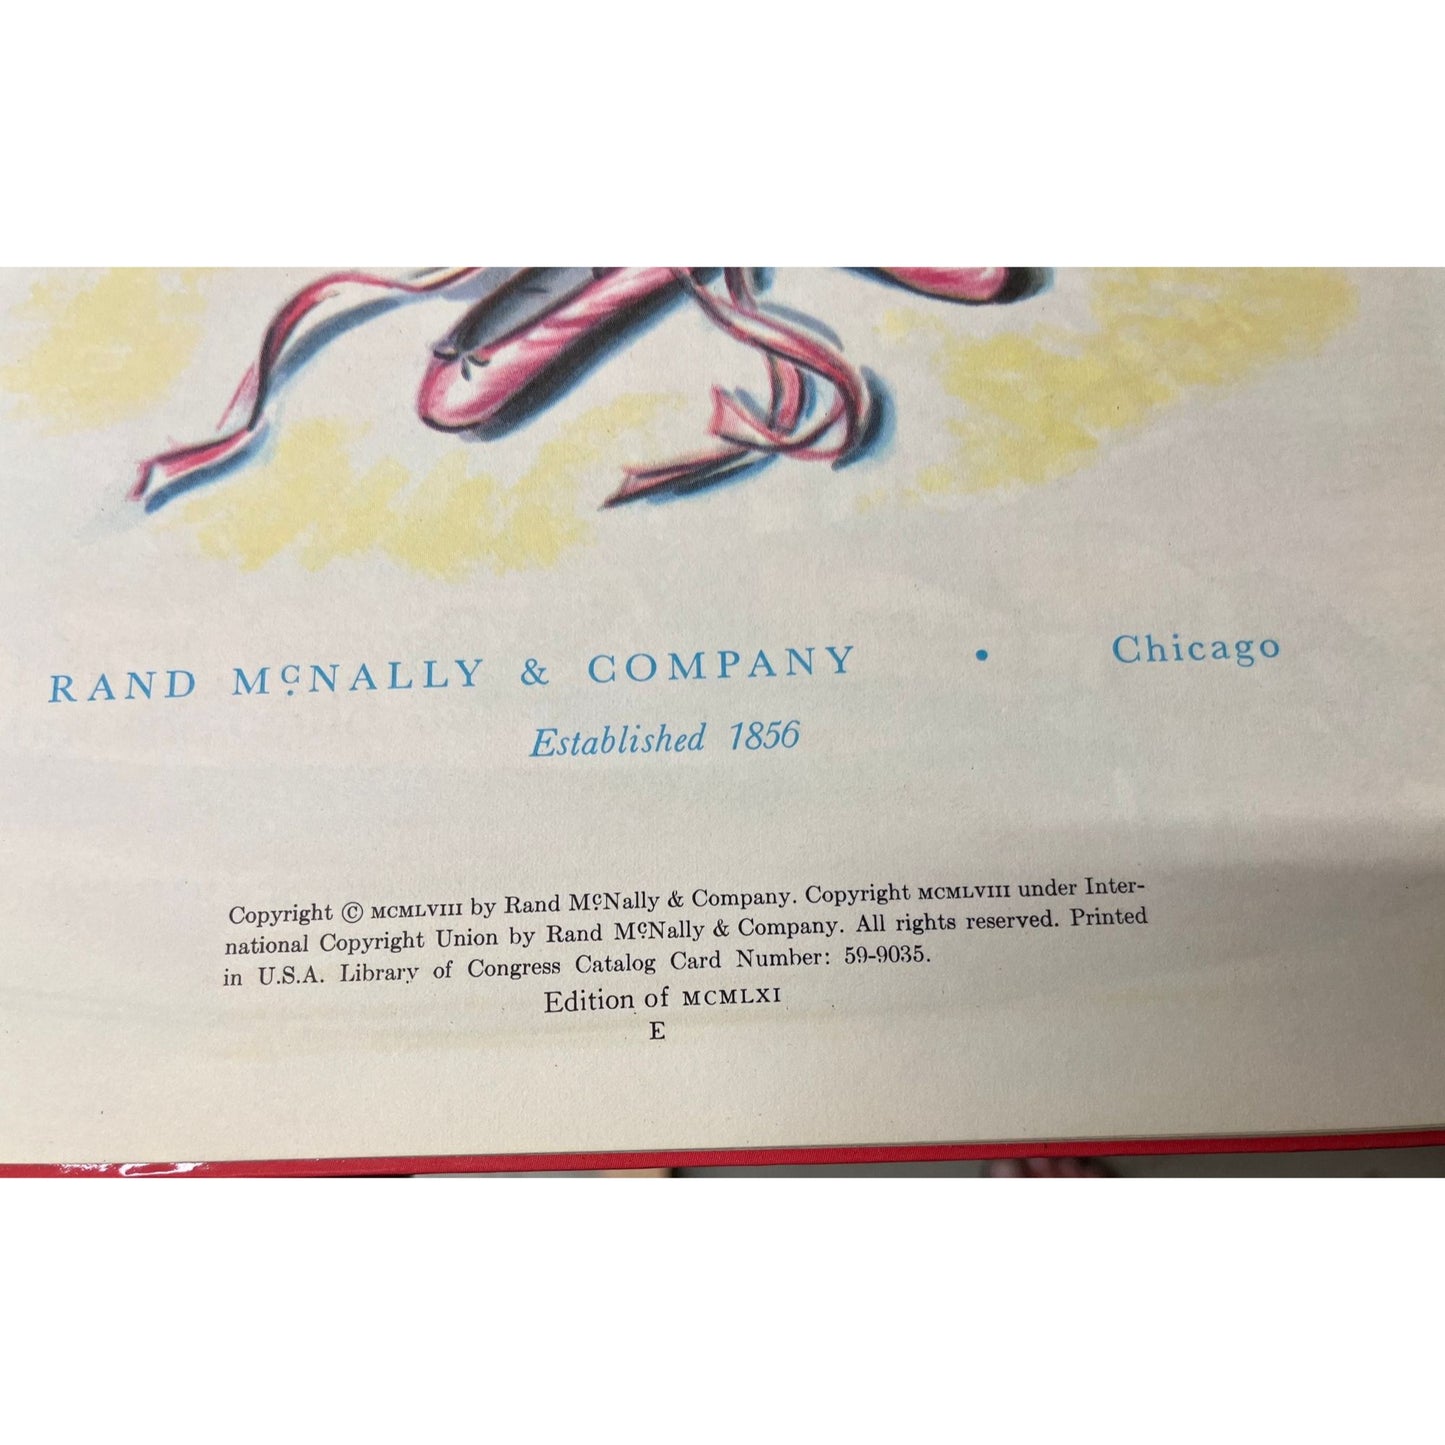 RAND MCNALLY & COMPANY • Chicago
Established 1856
Copyright © MCMLVIII by Rand McNally & Company. Copyright MCMLVIII under Inter-
national Copyright Union by Rand McNally & Company. All rights reserved. Printed
in U.S.A. Library of Congress Catalog Card Number: 59-9035.
Edition of MCMLXI
E